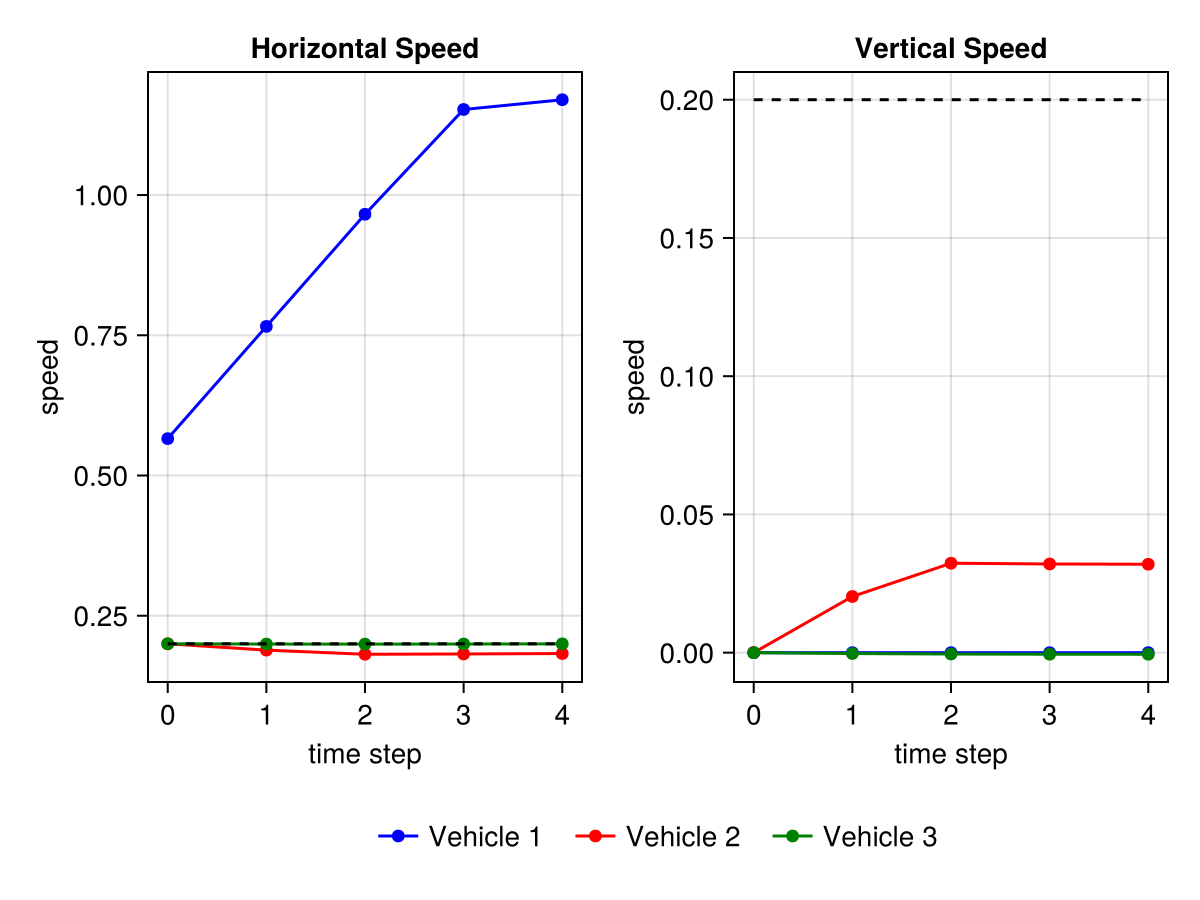 Horizontal Speed
speed
1.00
0.75
0.50
0.25
0 1 2 3 4
time step
Vertical Speed
speed
0.20
0.15
0.10
0.05
0.00
0 1 2 3 4
time step
Vehicle 1 Vehicle 2 Vehicle 3